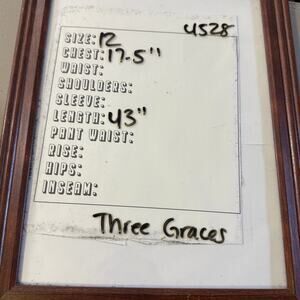 4528
SIZE: 12
CHEST: 17.5"
WAIST:
SHOULDERS:
SLEEVE:
LENGTH: 43"
PANT WAIST:
RISE:
HIPS:
INSEAM:
Three Graces